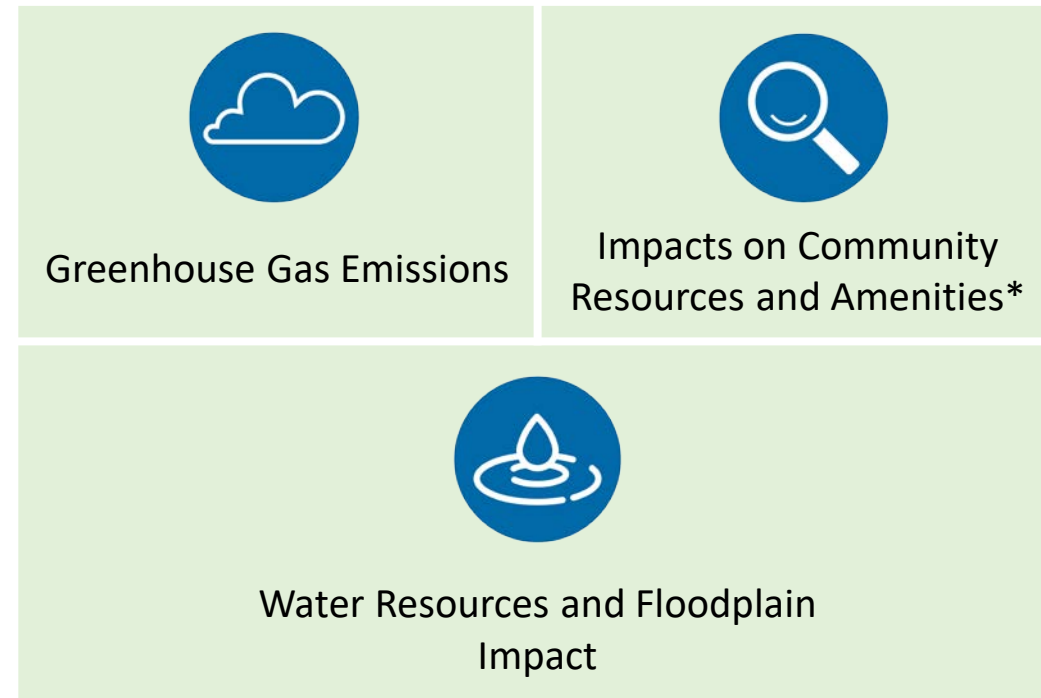 Greenhouse Gas Emissions
Impacts on Community
Resources and Amenities*
Water Resources and Floodplain
Impact